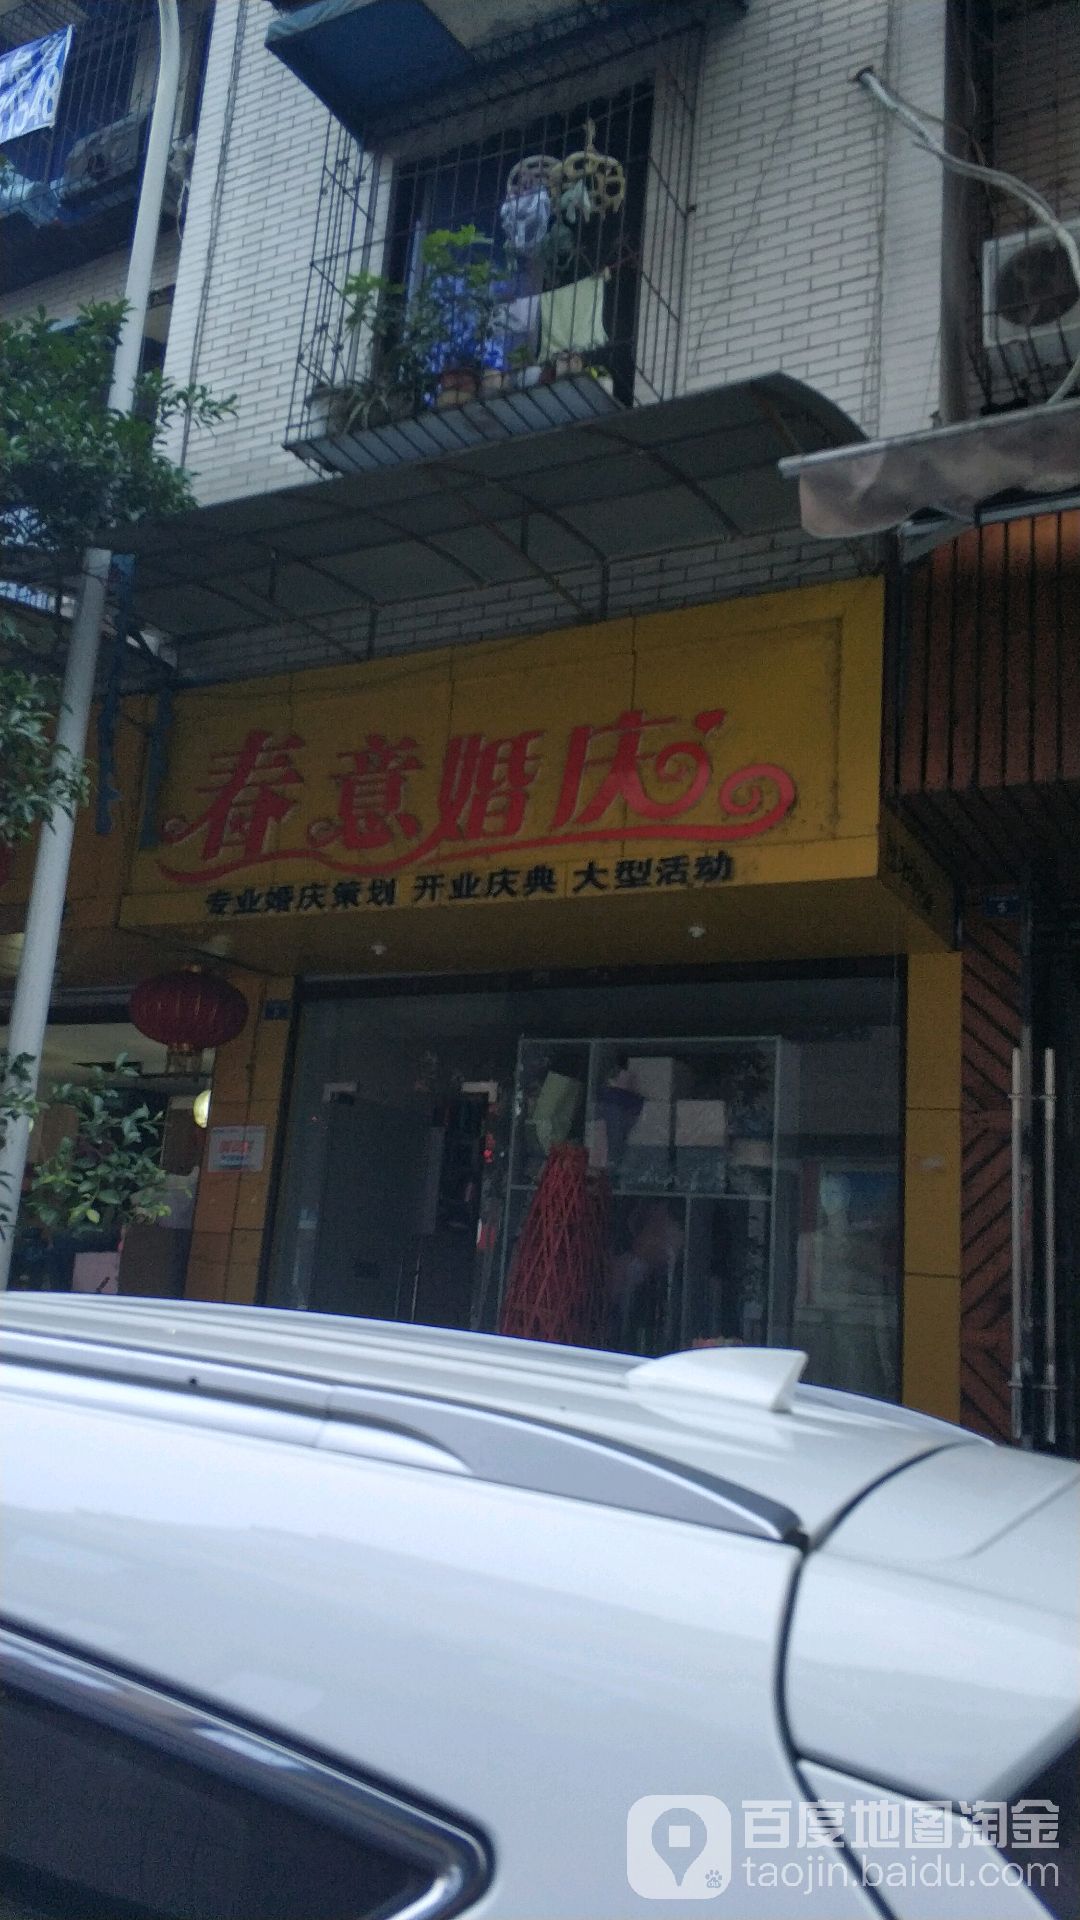 春意婚庆
专业婚庆策划 开业庆典 大型活动
5
百度地图淘金
taojin.baidu.com